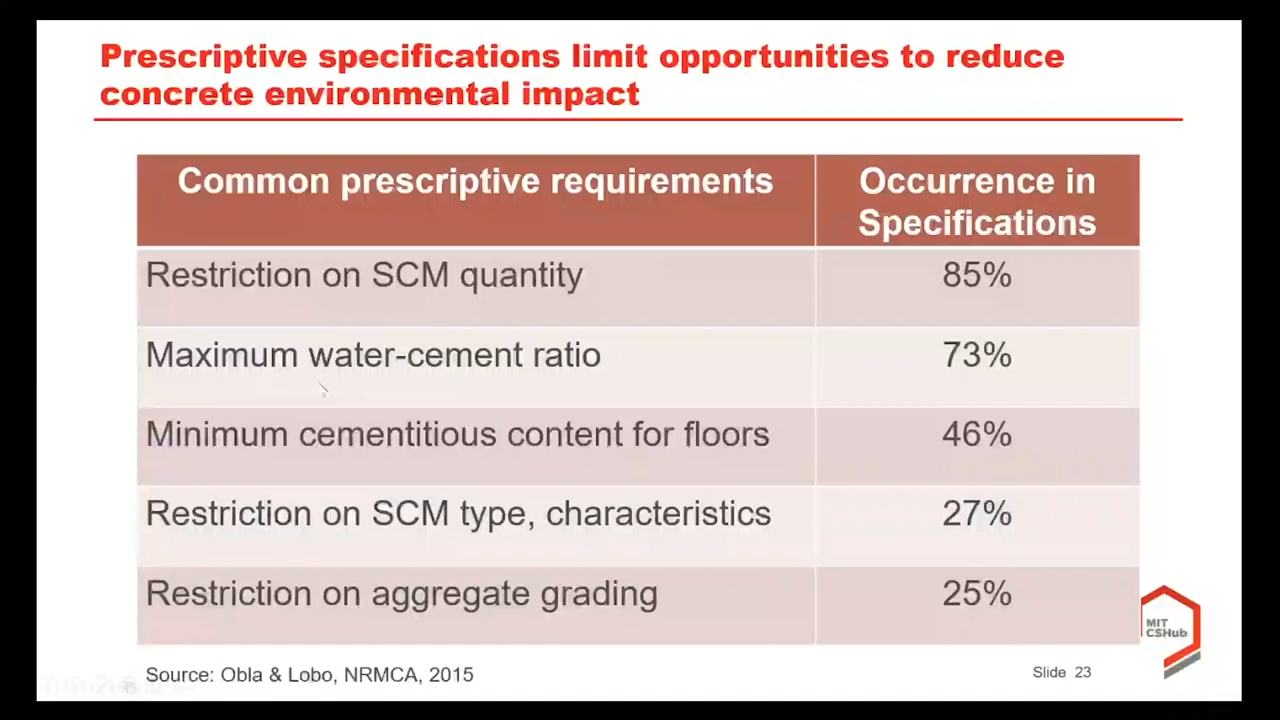 Prescriptive specifications limit opportunities to reduce
concrete environmental impact
Common prescriptive requirements
Occurrence in
Specifications
Restriction on SCM quantity
85%
Maximum water-cement ratio
73%
Minimum cementitious content for floors
46%
Restriction on SCM type, characteristics
27%
Restriction on aggregate grading
25%
MIT
CSHub
Source: Obla & Lobo, NRMCA, 2015
Slide 23